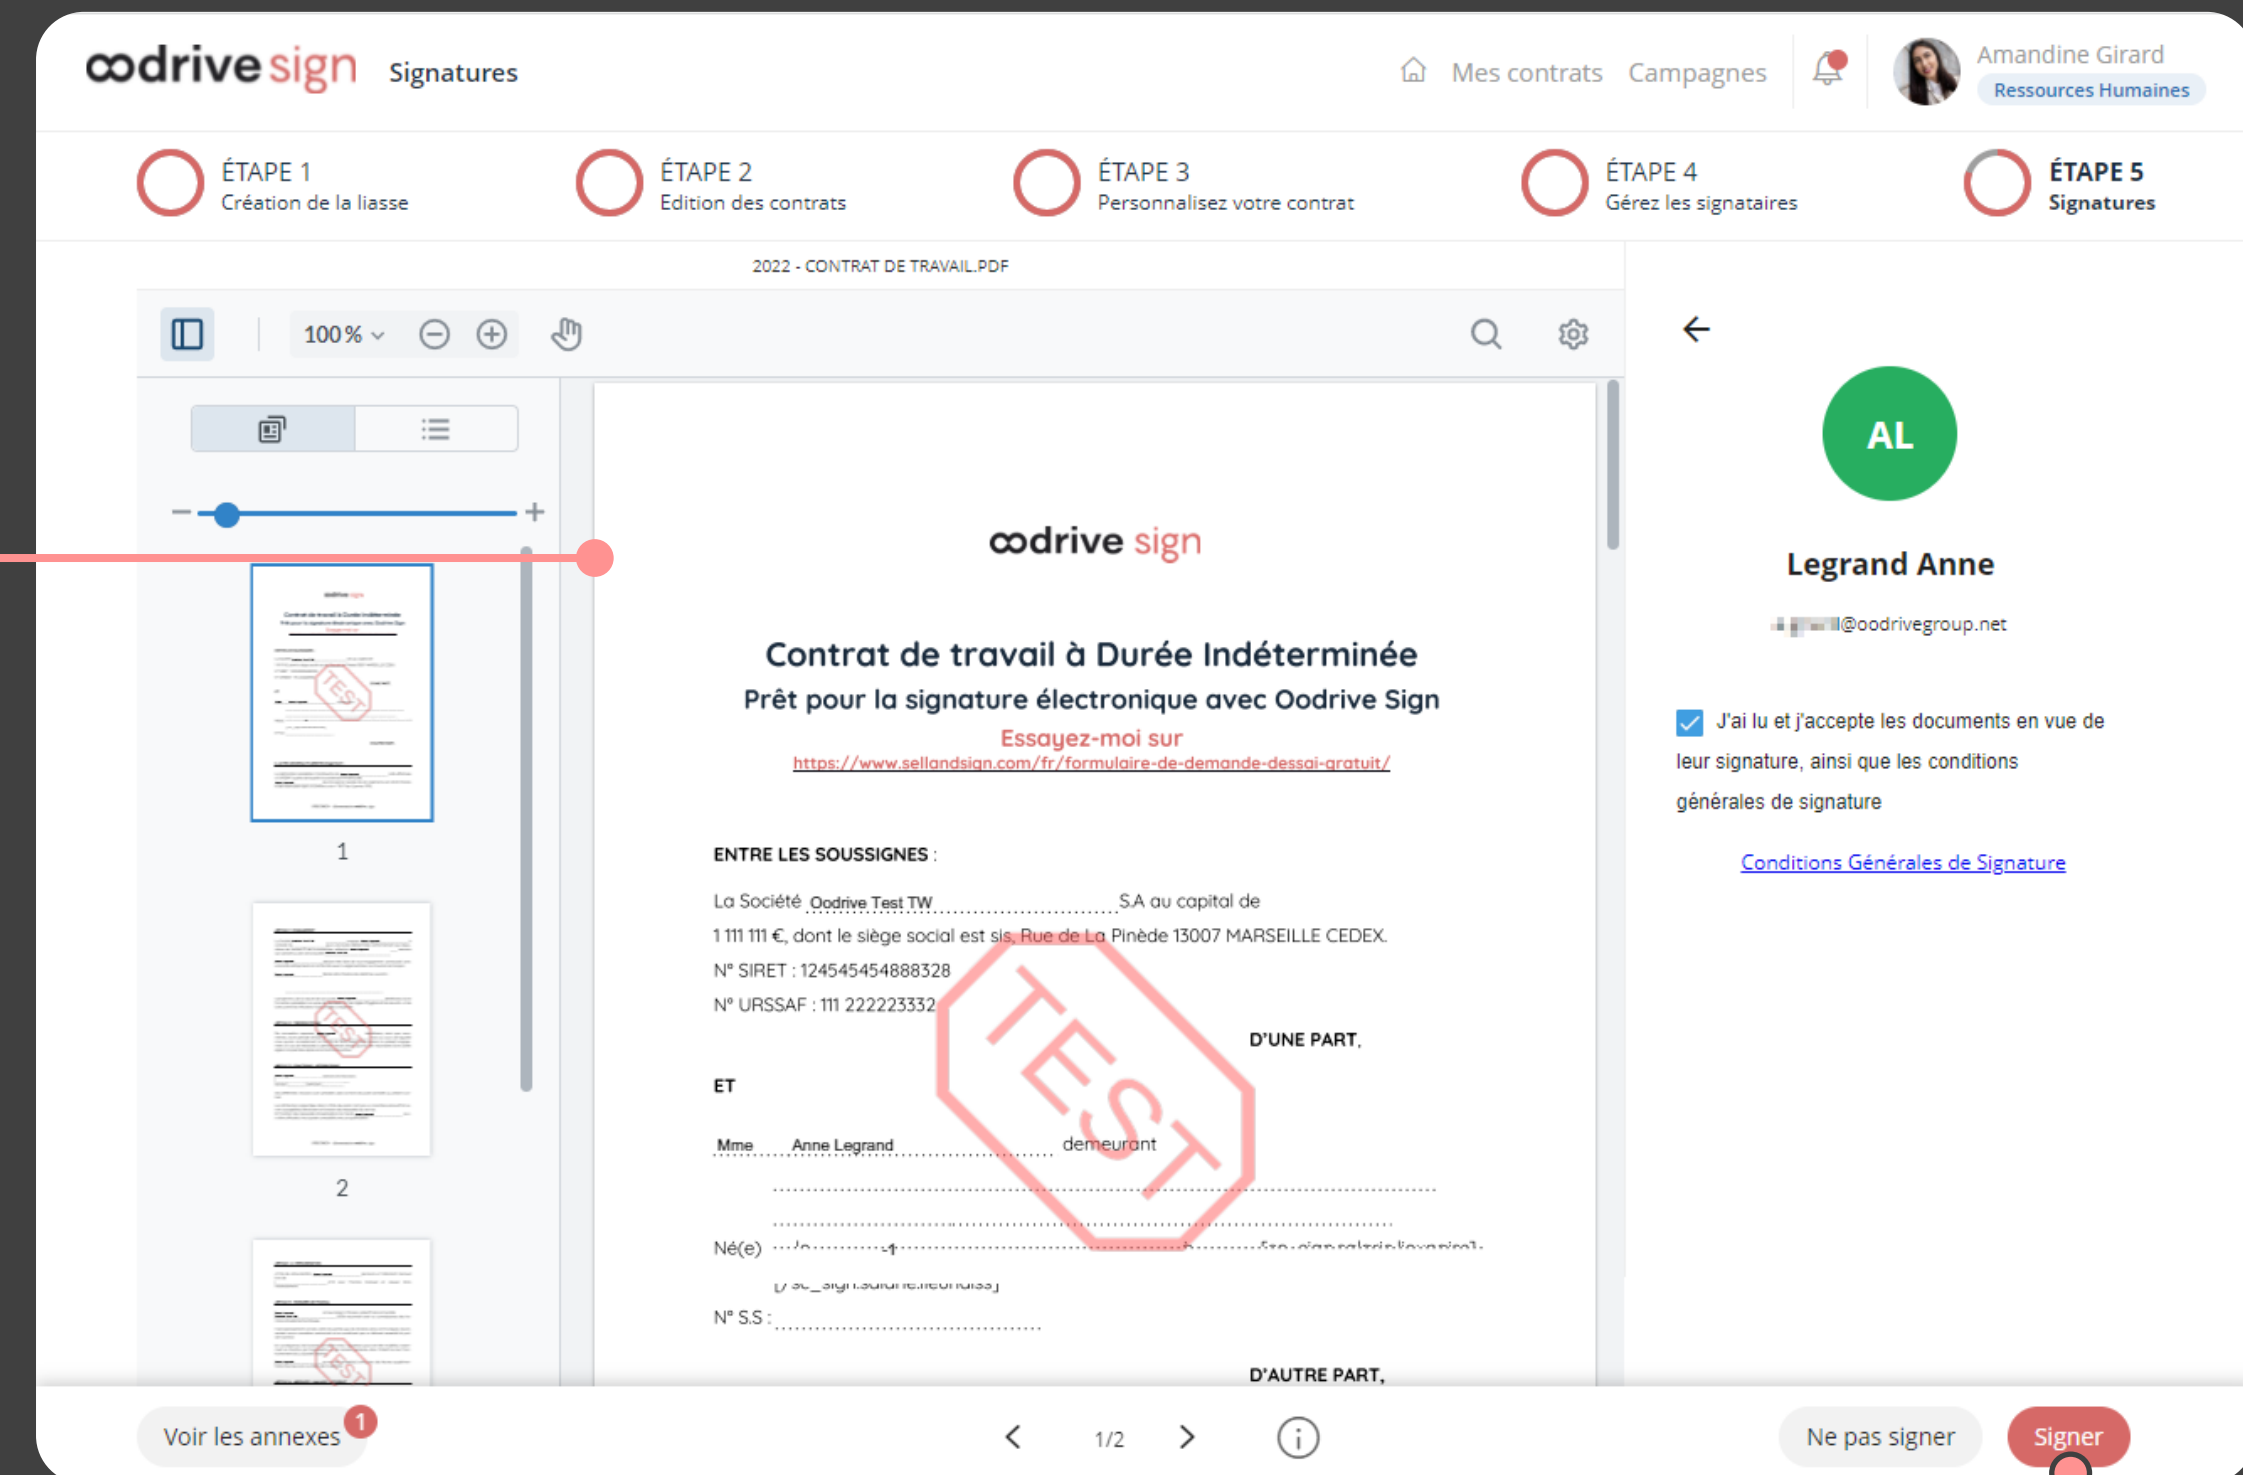 oodrive sign Signatures
Mes contrats Campagnes
Amandine Girard
Ressources Humaines
ÉTAPE 1
Création de la liasse
ÉTAPE 2
Edition des contrats
ÉTAPE 3
Personnalisez votre contrat
ÉTAPE 4
Gérez les signataires
ÉTAPE 5
Signatures
2022 - CONTRAT DE TRAVAIL.PDF
100%
1
2
oodrive sign
Contrat de travail à Durée Indéterminée
Prêt pour la signature électronique avec Oodrive Sign
Essayez-moi sur
https://www.sellandsign.com/fr/formulaire-de-demande-dessai-gratuit/
ENTRE LES SOUSSIGNES :
La Société Oodrive Test TW S.A au capital de
1 111 111 €, dont le siège social est sis, Rue de La Pinède 13007 MARSEILLE CEDEX.
N° SIRET : 124545454888328
N° URSSAF : 111 222223332
D'UNE PART,
ET
TEST
Mme Anne Legrand demeurant
Né(e)
N° S.S :
D'AUTRE PART,
AL
Legrand Anne
@oodrivegroup.net
J'ai lu et j'accepte les documents en vue de
leur signature, ainsi que les conditions
générales de signature
Conditions Générales de Signature
Voir les annexes 1
1/2
Ne pas signer
Signer